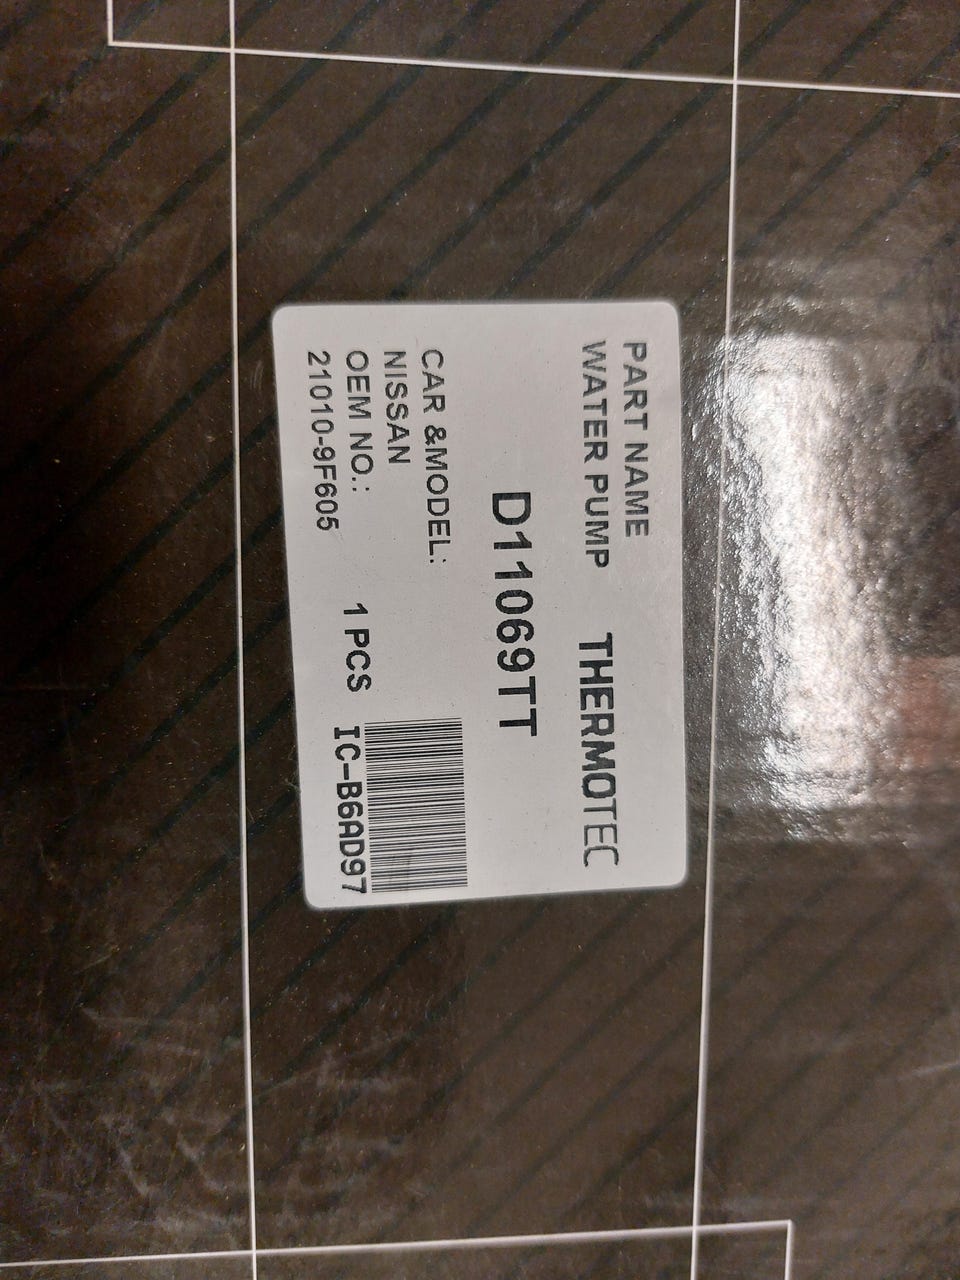 PART NAME
WATER PUMP THERMOTEC
D11069TT
CAR &MODEL:
NISSAN
OEM NO.:
21010-9F605
1 PCS
IC-B6AD97